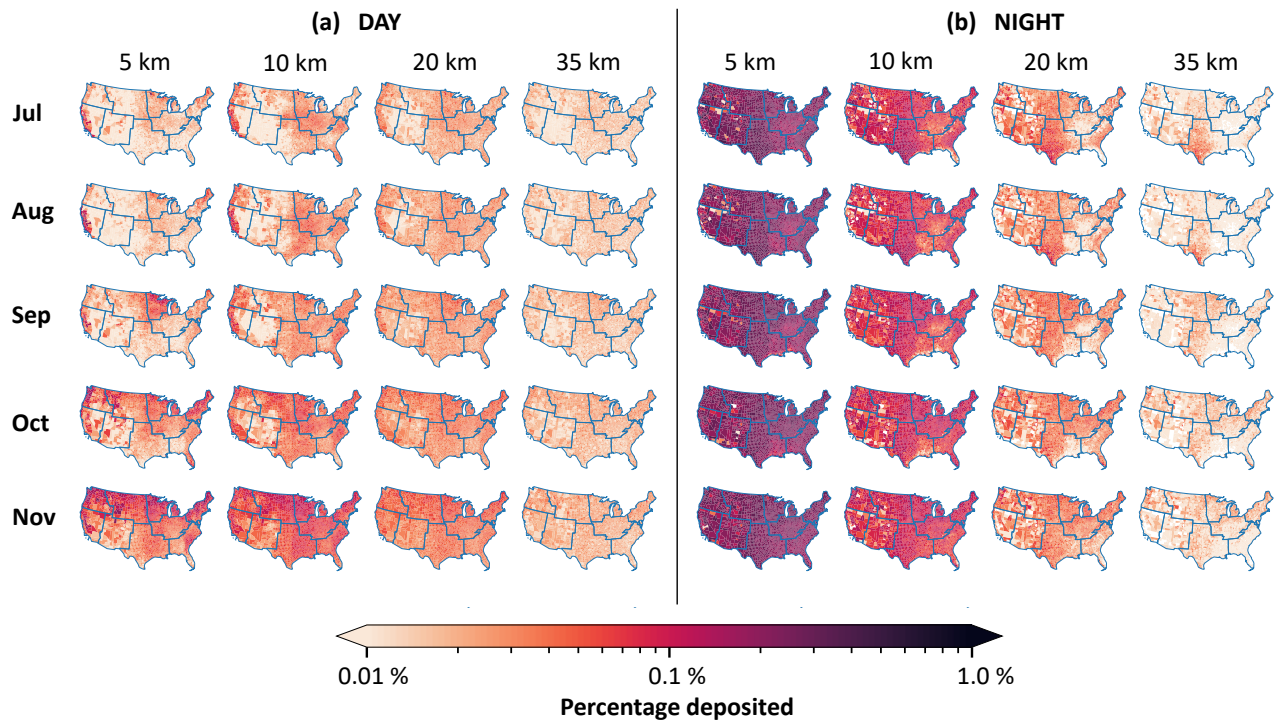 (a) DAY
(b) NIGHT
5 km 10 km 20 km 35 km 5 km 10 km 20 km 35 km
Jul
Aug
Sep
Oct
Nov
0.01 % 0.1 % 1.0 %
Percentage deposited